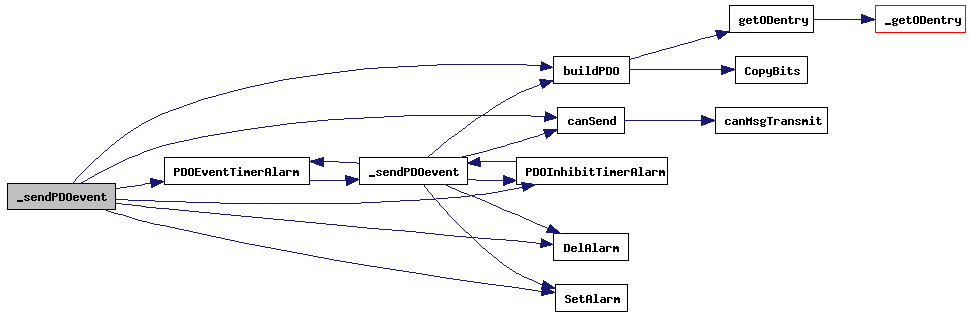 getODentry
_getODentry
buildPDO
CopyBits
canSend
canMsgTransmit
PDOEventTimerAlarm
_sendPDOevent
PDOInhibitTimerAlarm
_sendPDOevent
DelAlarm
SetAlarm